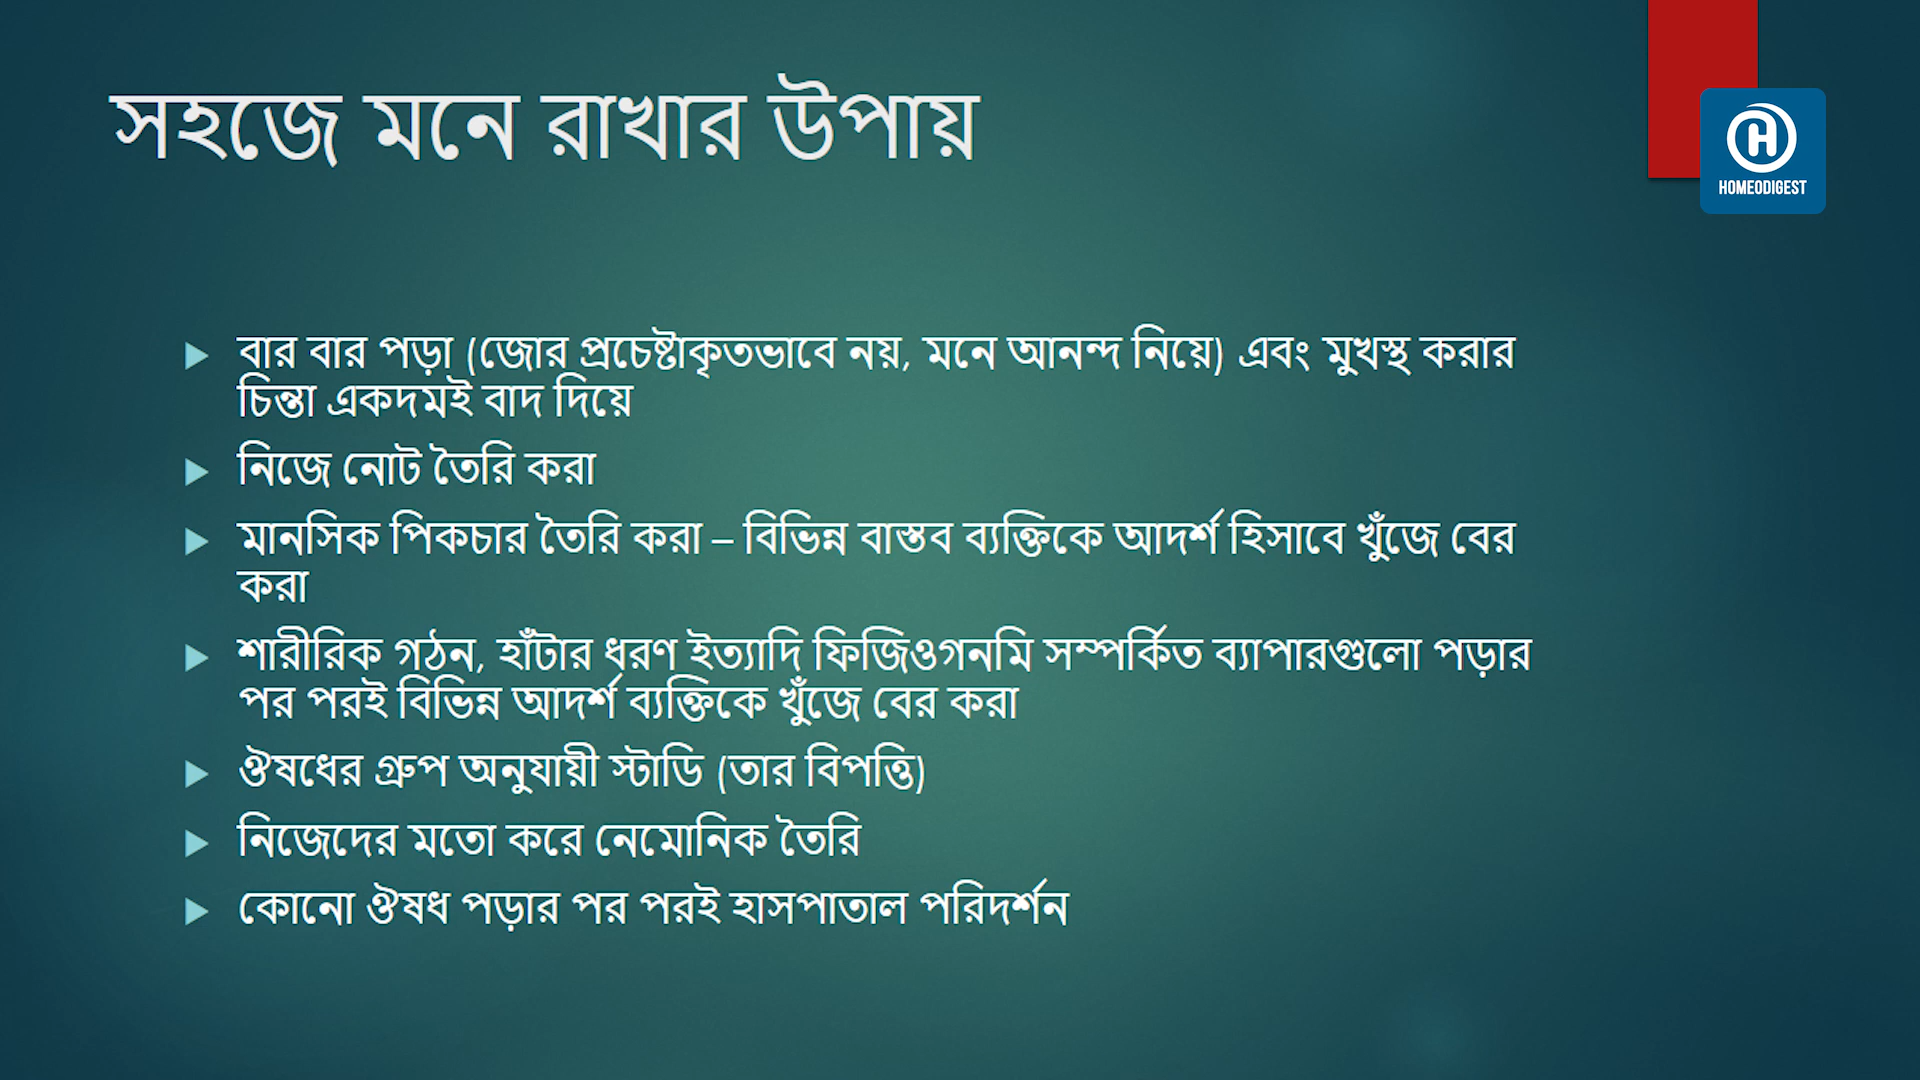 সহজে মনে রাখার উপায়
HOMEODIGEST
বার বার পড়া (জোর প্রচেষ্টাকৃতভাবে নয়, মনে আনন্দ নিয়ে) এবং মুখস্থ করার
চিন্তা একদমই বাদ দিয়ে
নিজে নোট তৈরি করা
মানসিক পিকচার তৈরি করা – বিভিন্ন বাস্তব ব্যক্তিকে আদর্শ হিসাবে খুঁজে বের
করা
শারীরিক গঠন, হাঁটার ধরণ ইত্যাদি ফিজিওগনমি সম্পর্কিত ব্যাপারগুলো পড়ার
পর পরই বিভিন্ন আদর্শ ব্যক্তিকে খুঁজে বের করা
ঔষধের গ্রুপ অনুযায়ী স্টাডি (তার বিপত্তি)
নিজেদের মতো করে নেমোনিক তৈরি
কোনো ঔষধ পড়ার পর পরই হাসপাতাল পরিদর্শন